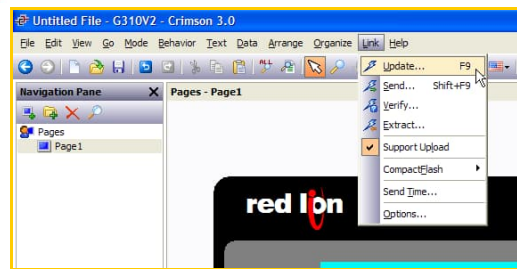 Untitled File - G310V2 - Crimson 3.0
File Edit View Go Mode Behavior Text Data Arrange Organize Link Help
Navigation Pane X
Pages - Page1
Pages
Page1
Update... F9
Send... Shift+F9
Verify...
Extract...
Support Upload
CompactFlash
Send Time...
Options...
red lion